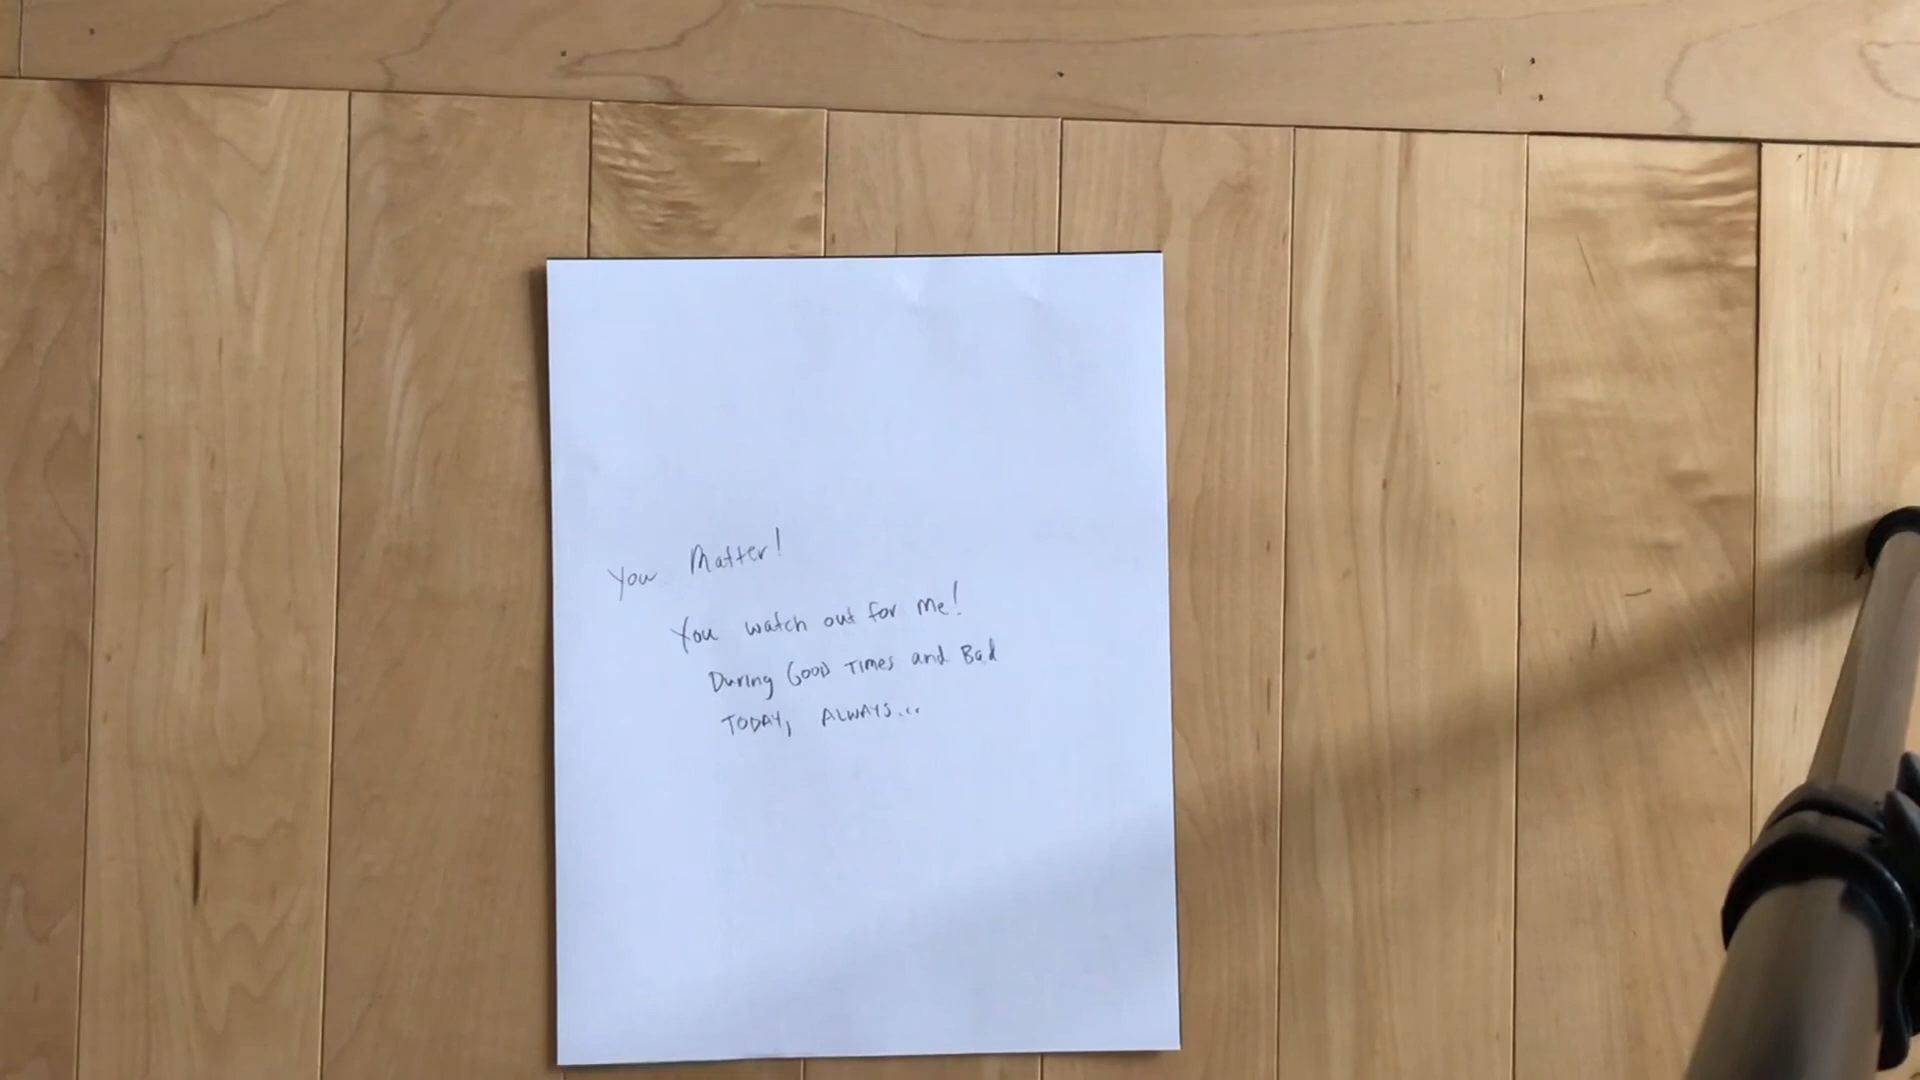 You Matter!
You watch out for me!
During GOOD TIMES and Bad
TODAY, ALWAYS...